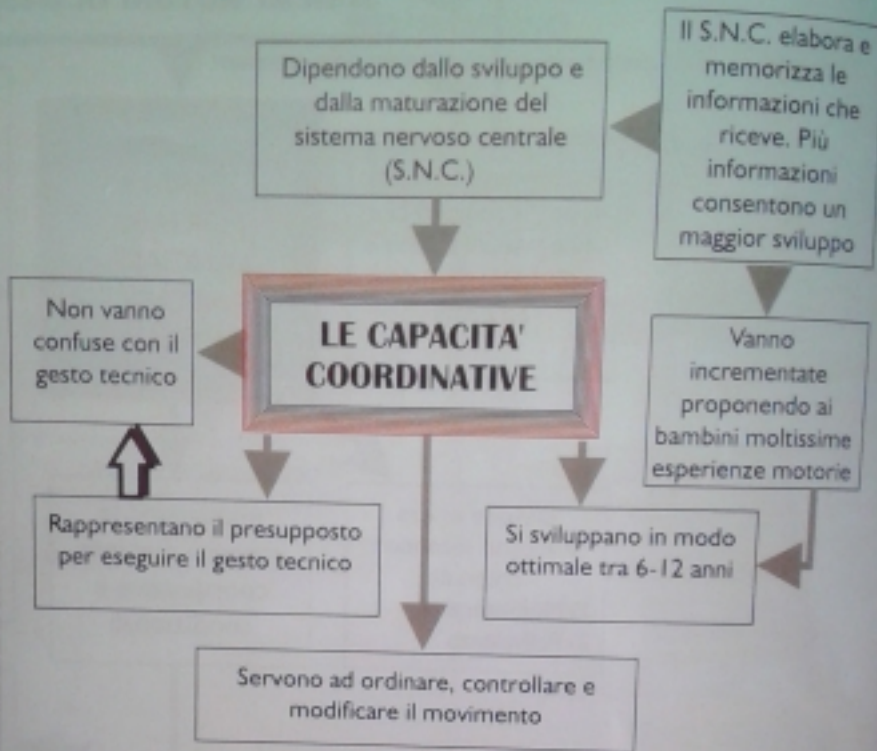 Dipendono dallo sviluppo e
dalla maturazione del
sistema nervoso centrale
(S.N.C.)
Il S.N.C. elabora e
memorizza le
informazioni che
riceve. Più
informazioni
consentono un
maggior sviluppo
Non vanno
confuse con il
gesto tecnico
LE CAPACITA'
COORDINATIVE
Vanno
incrementate
proponendo ai
bambini moltissime
esperienze motorie
Rappresentano il presupposto
per eseguire il gesto tecnico
Si sviluppano in modo
ottimale tra 6-12 anni
Servono ad ordinare, controllare e
modificare il movimento